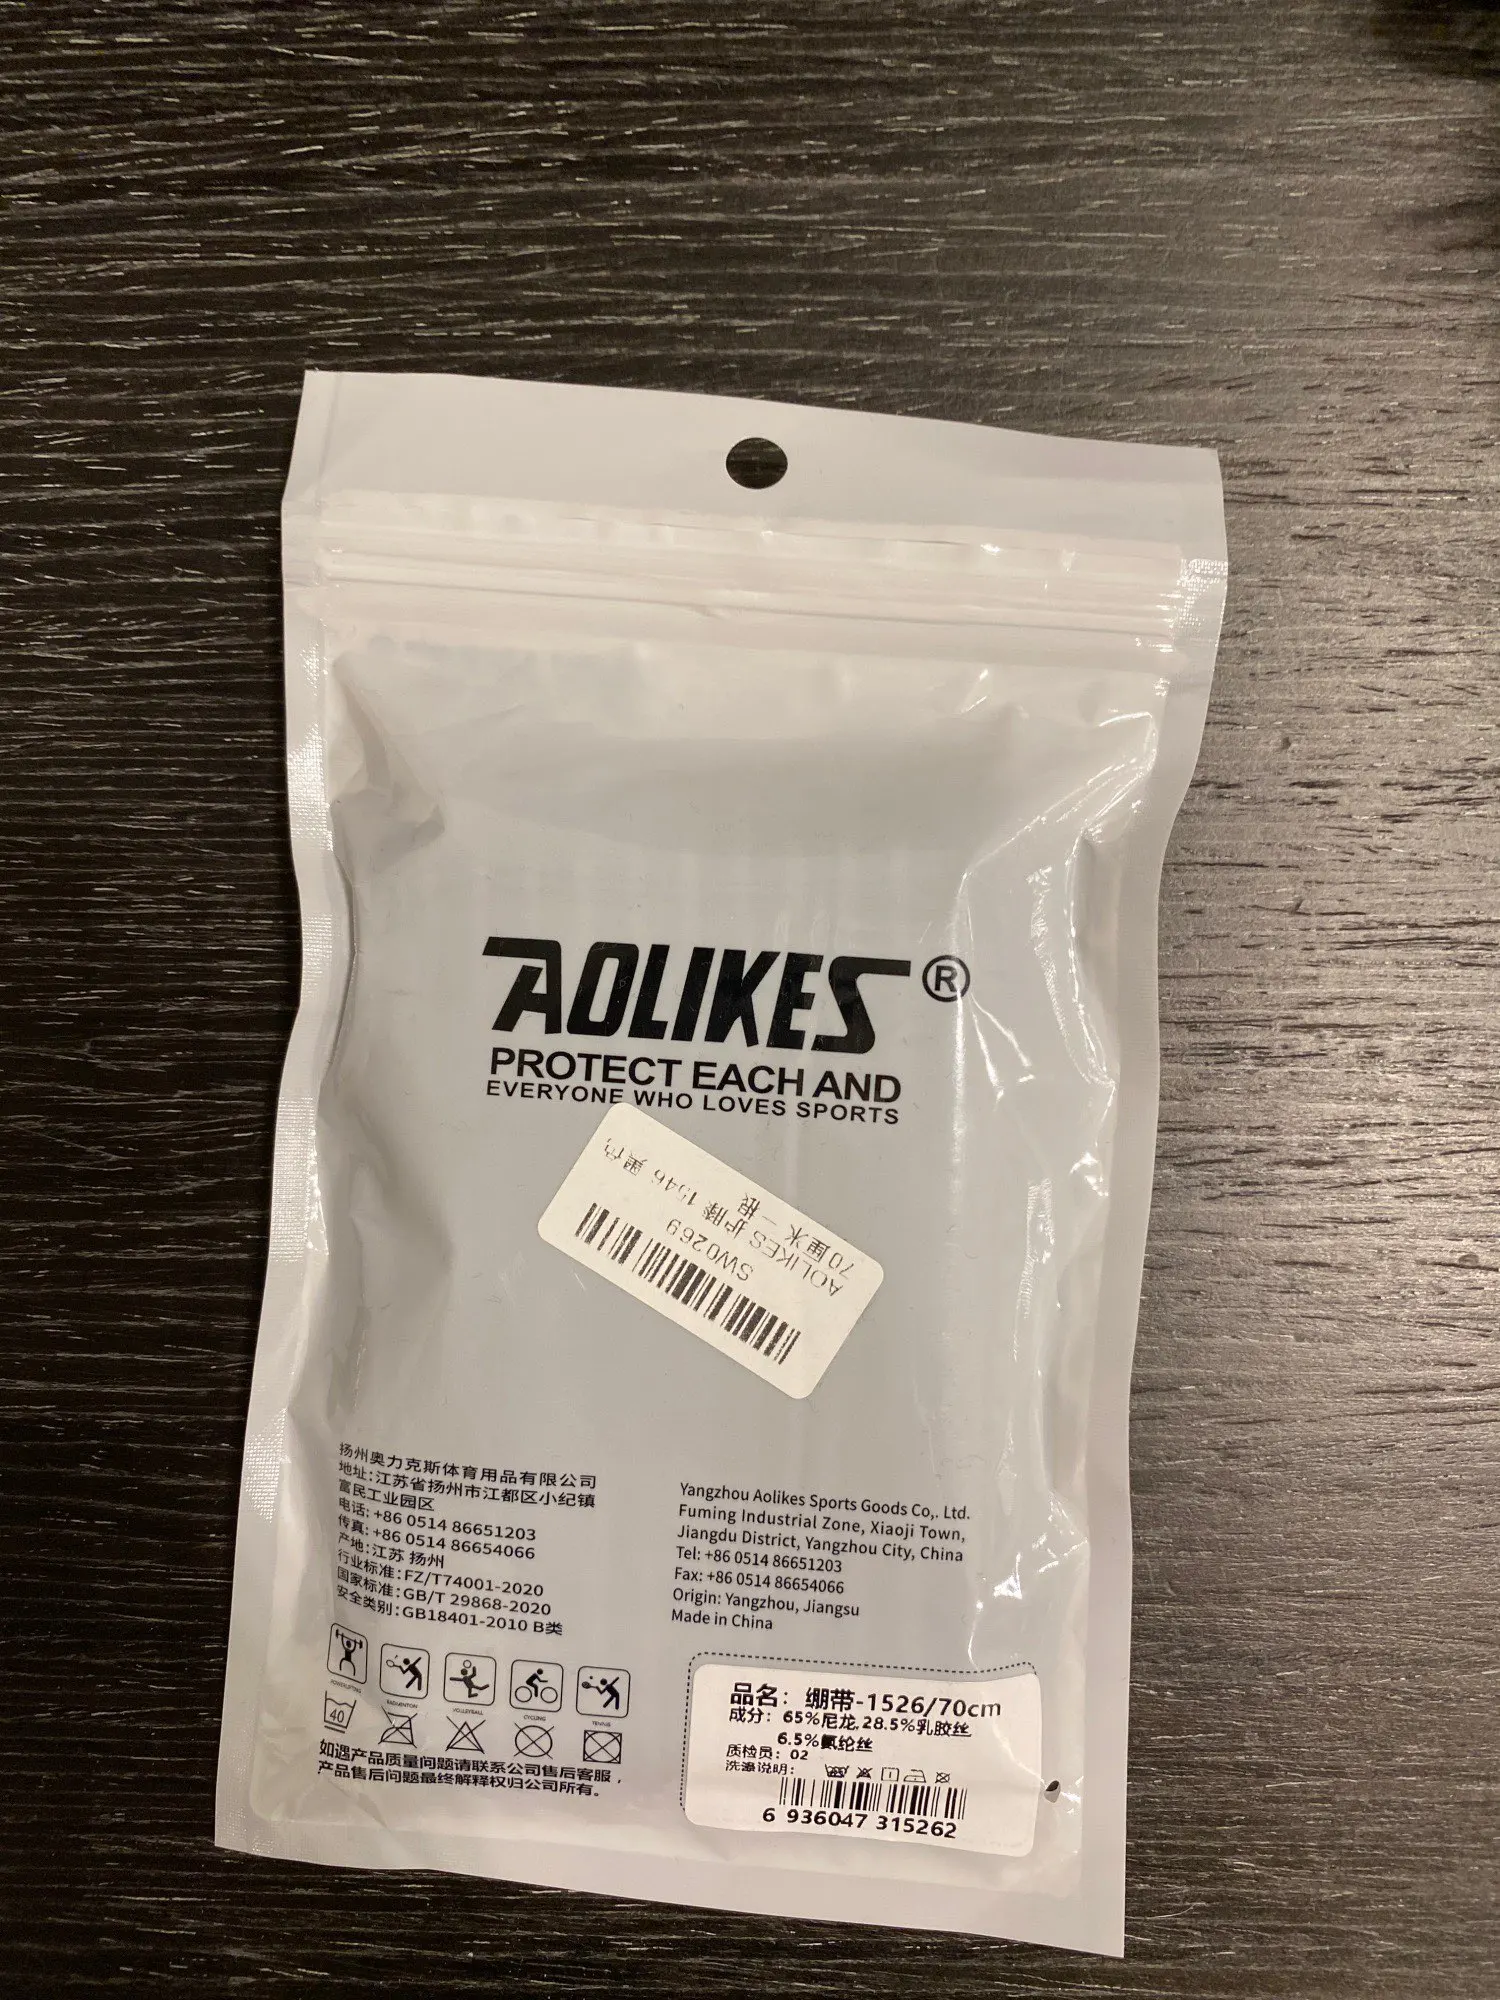 AOLIKES®
PROTECT EACH AND
EVERYONE WHO LOVES SPORTS
AOLIKES 护膝 1546 黑色
70厘米 一根
SW0269
扬州奥力克斯体育用品有限公司
地址:江苏省扬州市江都区小纪镇
富民工业园区
电话: +86 0514 86651203
传真: +86 0514 86654066
产地:江苏 扬州
行业标准: FZ/T74001-2020
国家标准: GB/T 29868-2020
安全类别: GB18401-2010 B类
Yangzhou Aolikes Sports Goods Co,. Ltd.
Fuming Industrial Zone, Xiaoji Town,
Jiangdu District, Yangzhou City, China
Tel: +86 0514 86651203
Fax: +86 0514 86654066
Origin: Yangzhou, Jiangsu
Made in China
POWERLIFTING
BADMINTON
VOLLEYBALL
CYCLING
TENNIS
40
如遇产品质量问题请联系公司售后客服，
产品售后问题最终解释权归公司所有。
品名：绷带-1526/70cm
成分：65%尼龙,28.5%乳胶丝
6.5%氨纶丝
质检员：02
洗涤说明：
6 936047 315262